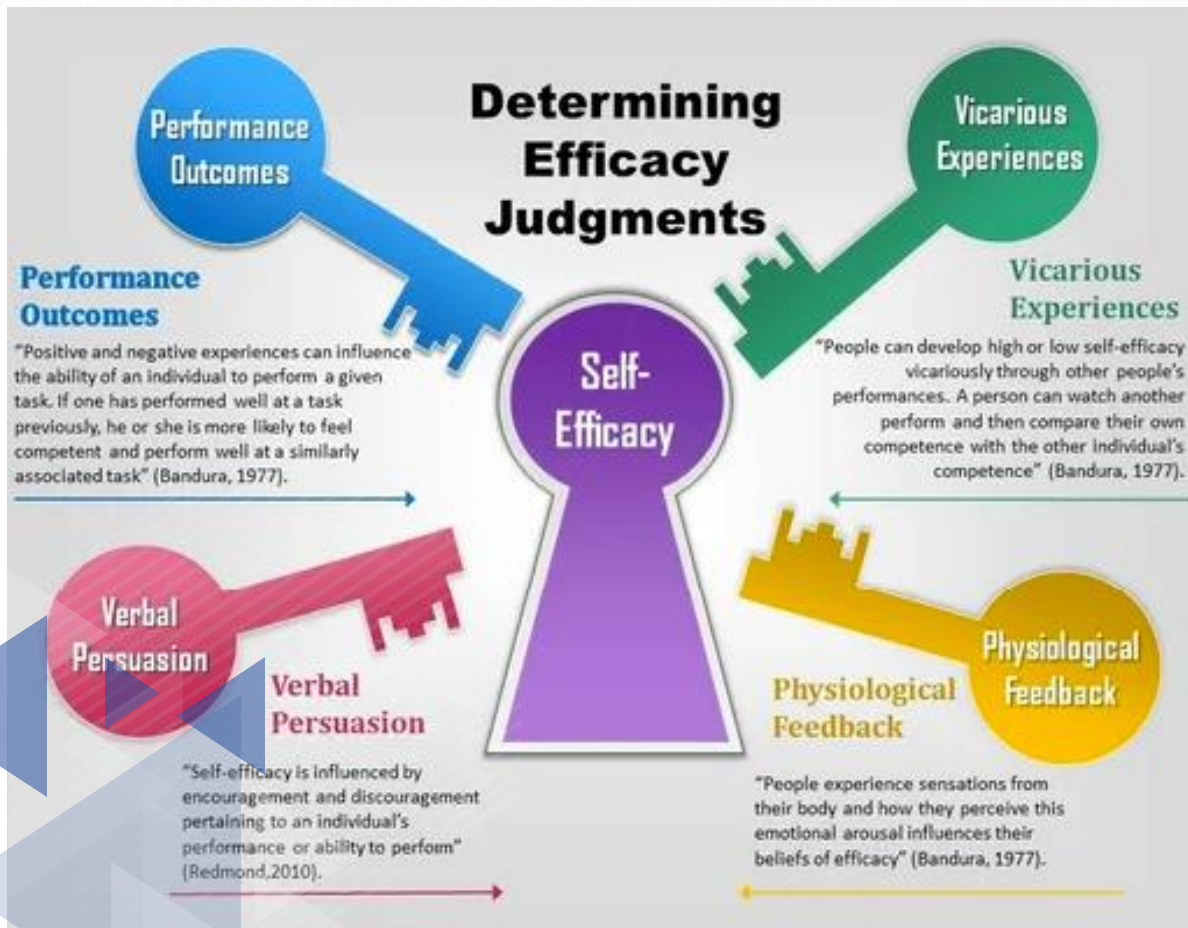 Determining
Efficacy
Judgments
Performance
Outcomes
Performance
Outcomes
"Positive and negative experiences can influence
the ability of an individual to perform a given
task. If one has performed well at a task
previously, he or she is more likely to feel
competent and perform well at a similarly
associated task" (Bandura, 1977).
Vicarious
Experiences
Vicarious
Experiences
"People can develop high or low self-efficacy
vicariously through other people's
performances. A person can watch another
perform and then compare their own
competence with the other individual's
competence" (Bandura, 1977).
Self-
Efficacy
Verbal
Persuasion
Verbal
Persuasion
"Self-efficacy is influenced by
encouragement and discouragement
pertaining to an individual's
performance or ability to perform"
(Redmond,2010).
Physiological
Feedback
Physiological
Feedback
"People experience sensations from
their body and how they perceive this
emotional arousal influences their
beliefs of efficacy" (Bandura, 1977).